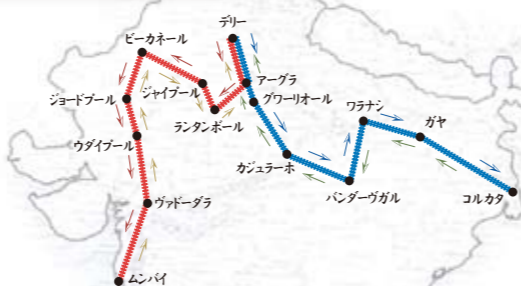 デリー
ビーカネール
ジョードプール
ジャイプール
アーグラ
グワーリオール
ランタンボール
ウダイプール
カジュラーホ
ワラナシ
ガヤ
バンダーヴガル
コルカタ
ヴァドーダラ
ムンバイ